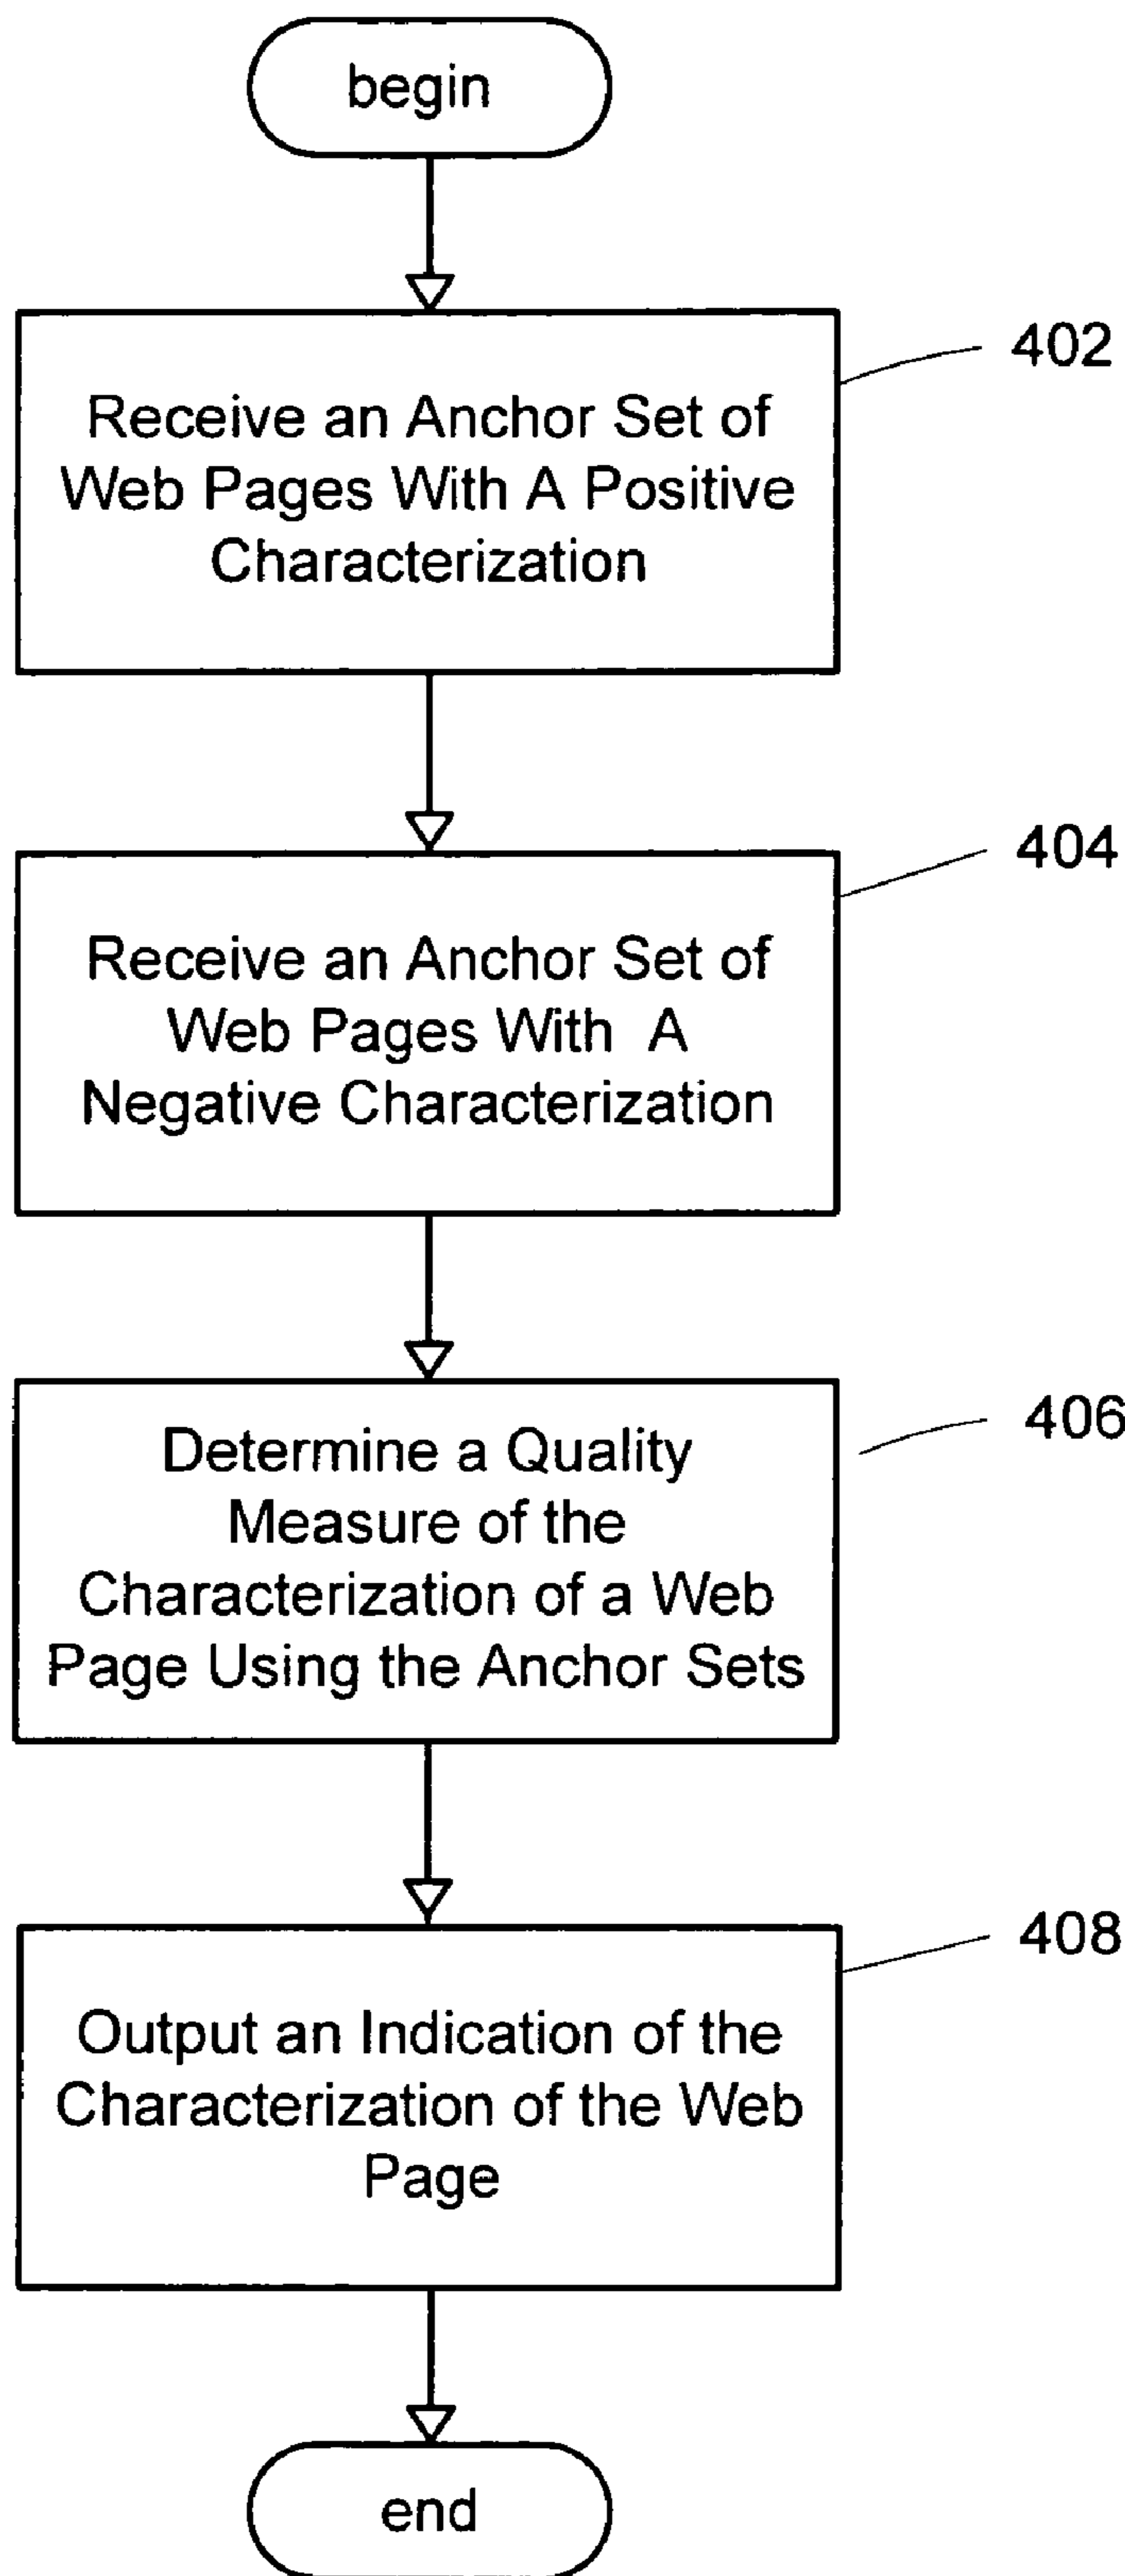 begin
402
Receive an Anchor Set of
Web Pages With A Positive
Characterization
404
Receive an Anchor Set of
Web Pages With A
Negative Characterization
406
Determine a Quality
Measure of the
Characterization of a Web
Page Using the Anchor Sets
408
Output an Indication of the
Characterization of the Web
Page
end